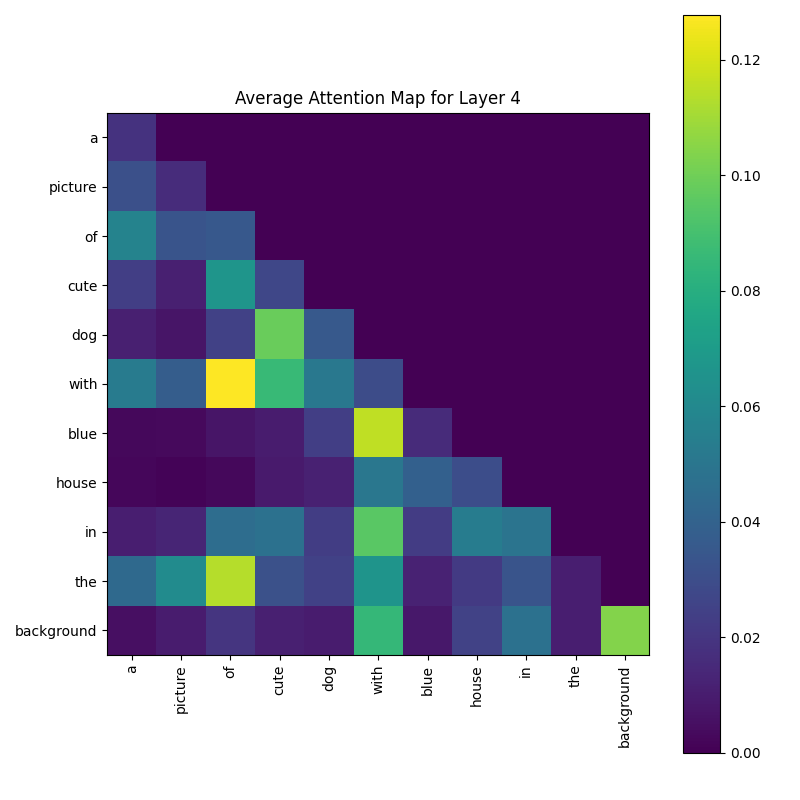 Average Attention Map for Layer 4
a
picture
of
cute
dog
with
blue
house
in
the
background
a
picture
of
cute
dog
with
blue
house
in
the
background
0.12
0.10
0.08
0.06
0.04
0.02
0.00